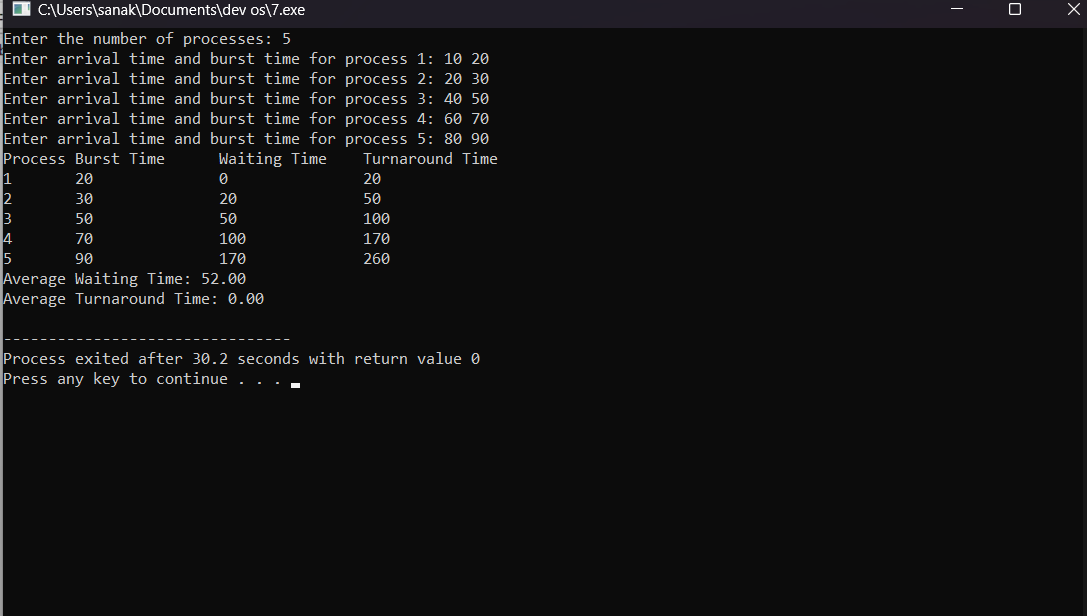 C:\Users\sanak\Documents\dev os\7.exe
Enter the number of processes: 5
Enter arrival time and burst time for process 1: 10 20
Enter arrival time and burst time for process 2: 20 30
Enter arrival time and burst time for process 3: 40 50
Enter arrival time and burst time for process 4: 60 70
Enter arrival time and burst time for process 5: 80 90
Process Burst Time      Waiting Time    Turnaround Time
1       20              0               20
2       30              20              50
3       50              50              100
4       70              100             170
5       90              170             260
Average Waiting Time: 52.00
Average Turnaround Time: 0.00
--------------------------------
Process exited after 30.2 seconds with return value 0
Press any key to continue . . .